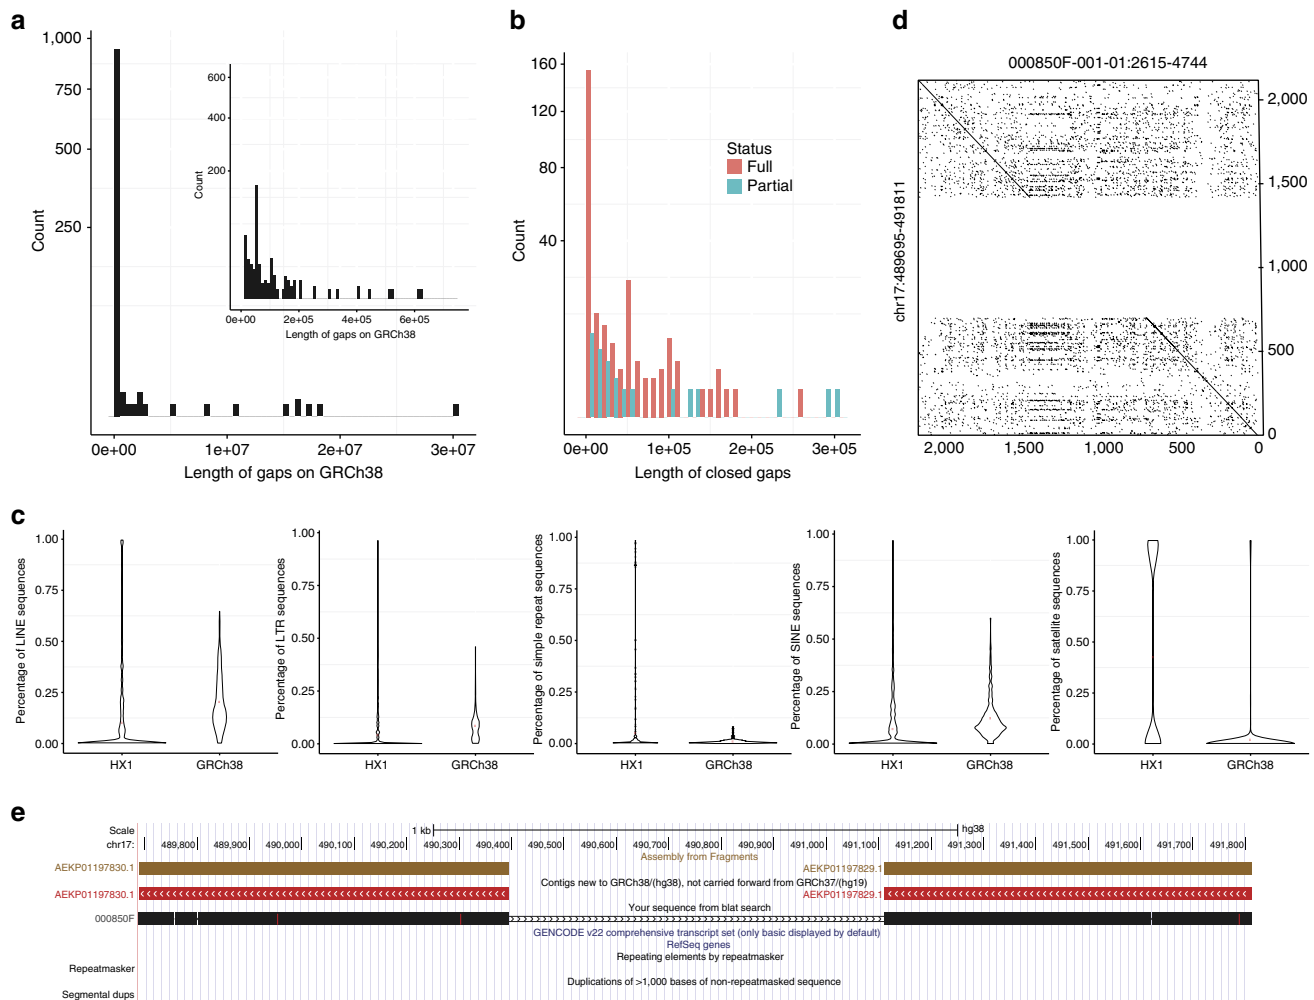 a
1,000
750
500
250
Count
0e+00
1e+07
2e+07
3e+07
Length of gaps on GRCh38
600
400
200
Count
0e+00
2e+05
4e+05
6e+05
Length of gaps on GRCh38
b
160
120
80
40
Count
Status
Full
Partial
0e+00
1e+05
2e+05
3e+05
Length of closed gaps
d
000850F-001-01:2615-4744
chr17:489695-491811
2,000
1,500
1,000
500
0
2,000
1,500
1,000
500
0
c
Percentage of LINE sequences
1.00
0.75
0.50
0.25
0.00
HX1
GRCh38
Percentage of LTR sequences
1.00
0.75
0.50
0.25
0.00
HX1
GRCh38
Percentage of simple repeat sequences
1.00
0.75
0.50
0.25
0.00
HX1
GRCh38
Percentage of SINE sequences
1.00
0.75
0.50
0.25
0.00
HX1
GRCh38
Percentage of satellite sequences
1.00
0.75
0.50
0.25
0.00
HX1
GRCh38
e
Scale
1 kb
hg38
chr17:
489,800
489,900
490,000
490,100
490,200
490,300
490,400
490,500
490,600
490,700
490,800
490,900
491,000
491,100
491,200
491,300
491,400
491,500
491,600
491,700
491,800
Assembly from Fragments
AEKP01197830.1
AEKP01197829.1
Contigs new to GRCh38/(hg38), not carried forward from GRCh37/(hg19)
AEKP01197830.1
AEKP01197829.1
Your sequence from blat search
000850F
GENCODE v22 comprehensive transcript set (only basic displayed by default)
RefSeq genes
Repeating elements by repeatmasker
Repeatmasker
Duplications of >1,000 bases of non-repeatmasked sequence
Segmental dups